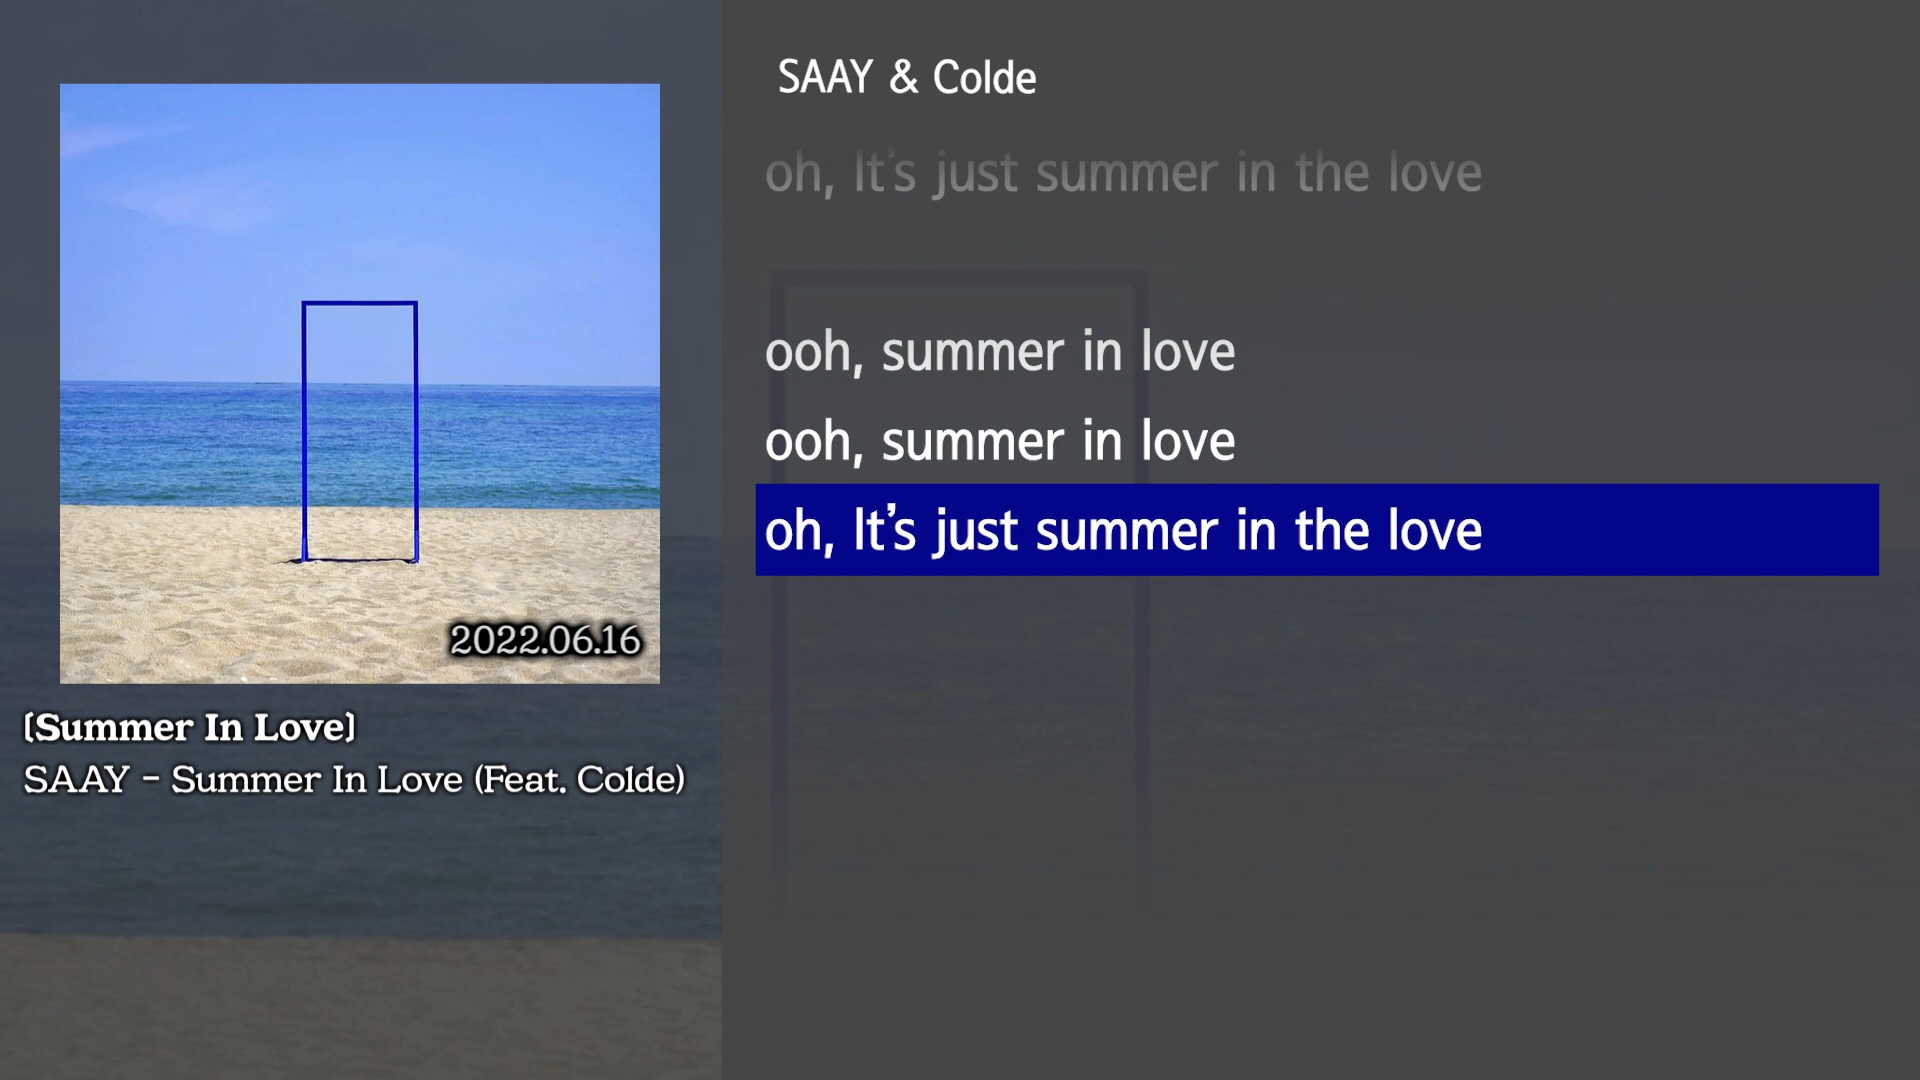 2022.06.16
[Summer In Love]
SAAY - Summer In Love (Feat. Colde)
SAAY & Colde
oh, It's just summer in the love
ooh, summer in love
ooh, summer in love
oh, It's just summer in the love